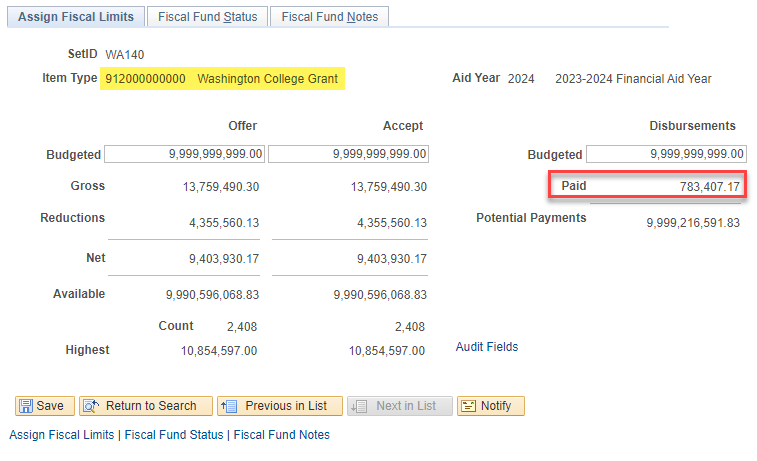 Assign Fiscal Limits Fiscal Fund Status Fiscal Fund Notes
SetID WA140
Item Type 912000000000 Washington College Grant Aid Year 2024 2023-2024 Financial Aid Year
Offer Accept Disbursements
Budgeted 9,999,999,999.00 9,999,999,999.00 Budgeted 9,999,999,999.00
Gross 13,759,490.30 13,759,490.30 Paid 783,407.17
Reductions 4,355,560.13 4,355,560.13 Potential Payments 9,999,216,591.83
Net 9,403,930.17 9,403,930.17
Available 9,990,596,068.83 9,990,596,068.83
Count 2,408 2,408
Highest 10,854,597.00 10,854,597.00 Audit Fields
Save Return to Search Previous in List Next in List Notify
Assign Fiscal Limits | Fiscal Fund Status | Fiscal Fund Notes